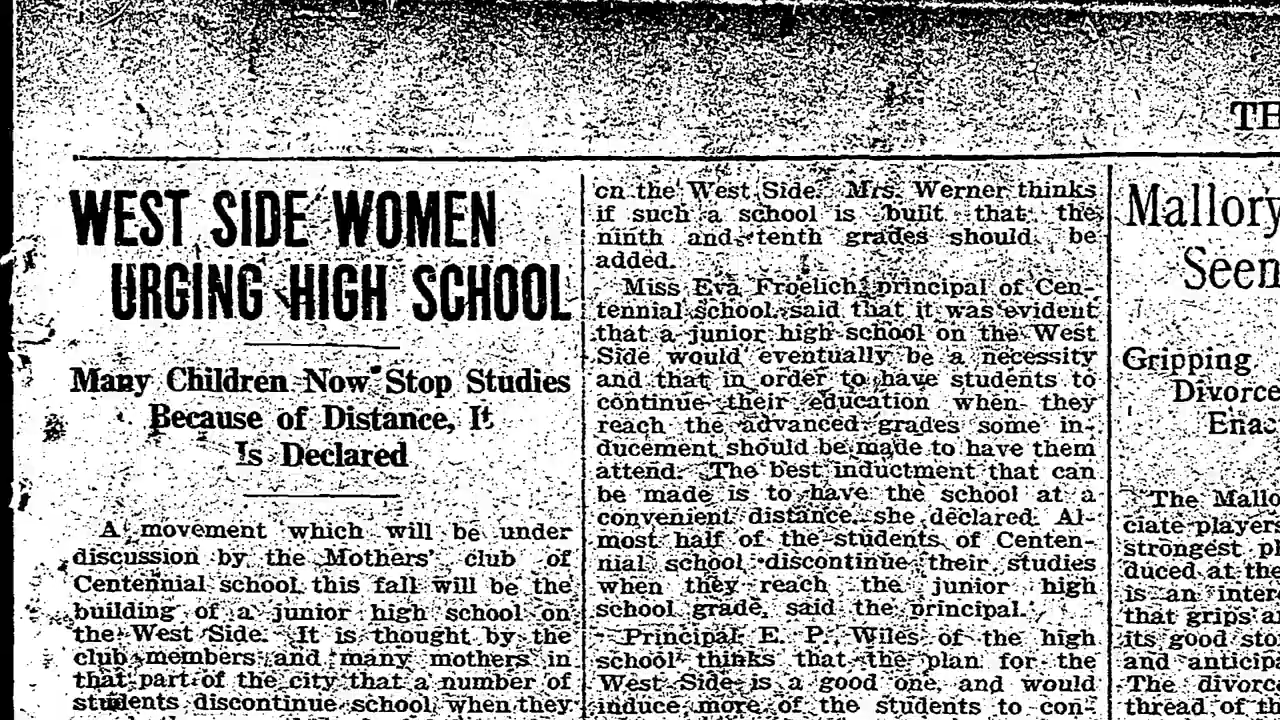 TH
WEST SIDE WOMEN
URGING HIGH SCHOOL
Many Children Now Stop Studies
Because of Distance, It
Is Declared
A movement which will be under
discussion by the Mothers' club of
Centennial school this fall will be the
building of a junior high school on
the West Side. It is thought by the
club members and many mothers in
that part of the city that a number of
students discontinue school when they
on the West Side. Mrs. Werner thinks
if such a school is built that the
ninth and tenth grades should be
added.
Miss Eva Froelich, principal of Cen-
tennial school, said that it was evident
that a junior high school on the West
Side would eventually be a necessity
and that in order to have students to
continue their education when they
reach the advanced grades some in-
ducement should be made to have them
attend. The best inductment that can
be made is to have the school at a
convenient distance, she declared. Al-
most half of the students of Centen-
nial school discontinue their studies
when they reach the junior high
school grade, said the principal.
Principal E. P. Wiles of the high
school thinks that the plan for the
West Side is a good one, and would
induce more of the students to con-
Mallory
Seen
Gripping
Divorce
Enac
The Mallo
ciate players
strongest pl
duced at the
is an inter
that grips al
its good sto
and anticipa
The divorc
thread of th